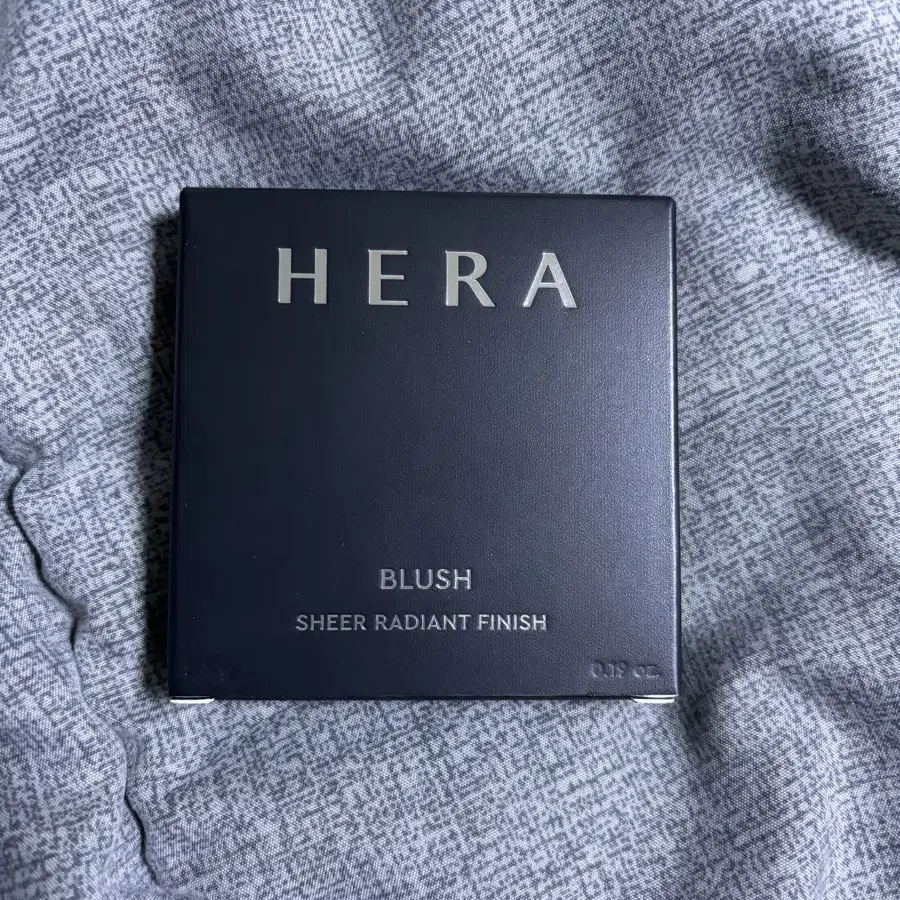 HERA
BLUSH
SHEER RADIANT FINISH
0.19 oz.